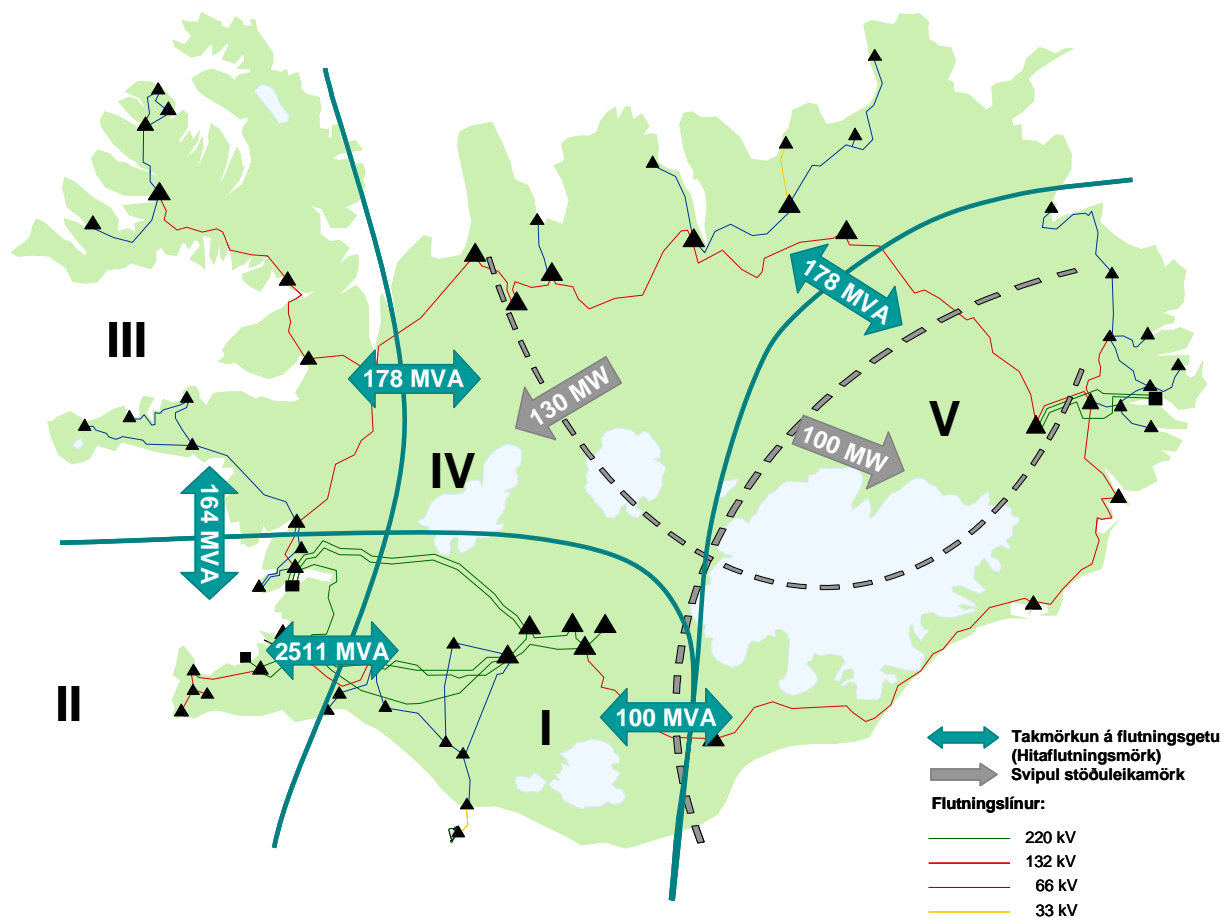 178 MVA
III
178 MVA
130 MW
V
100 MW
IV
164 MVA
2511 MVA
II
I
100 MVA
Takmörkun á flutningsgetu
(Hitaflutningsmörk)
Svipul stöðuleikamörk
Flutningslínur:
220 kV
132 kV
66 kV
33 kV